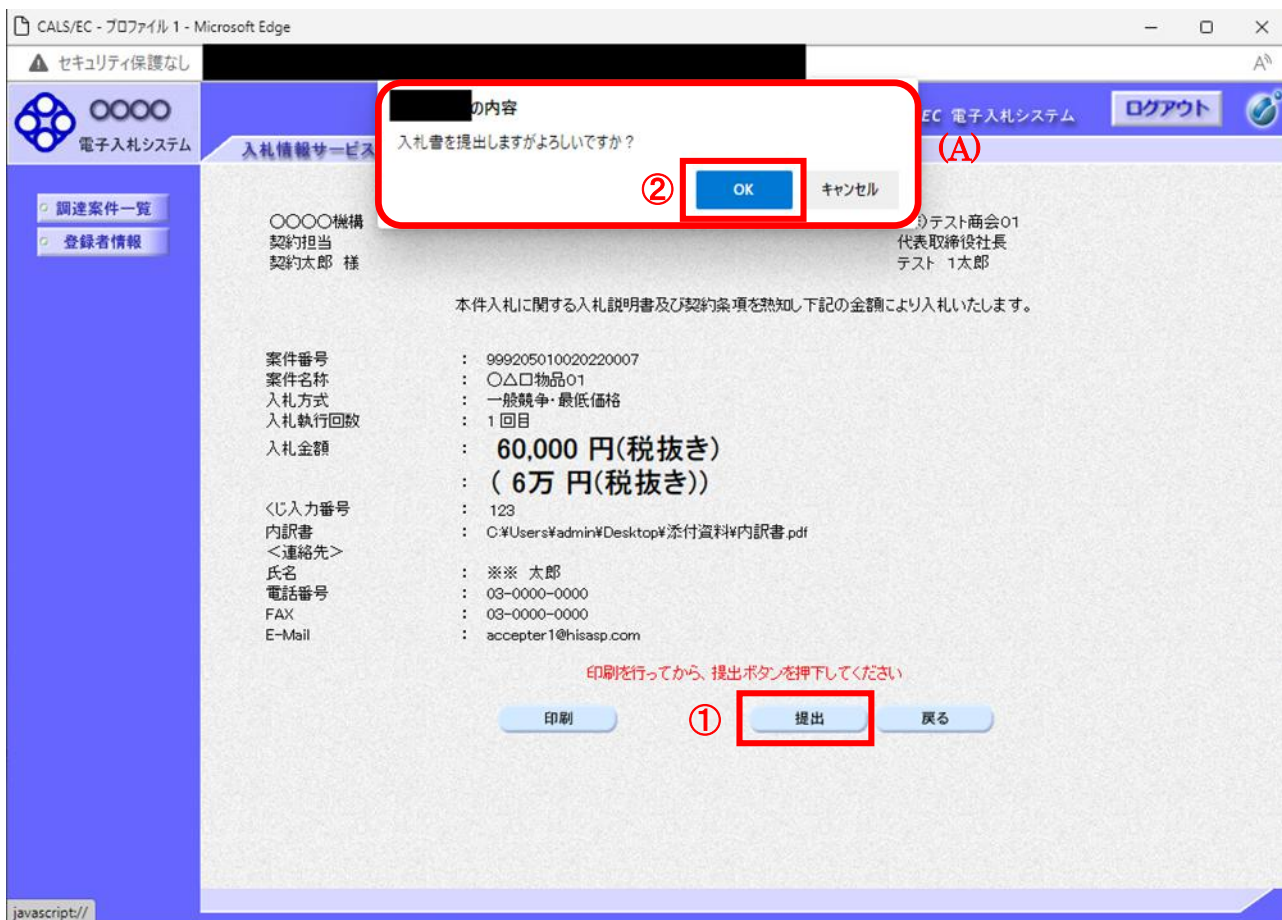 CALS/EC - プロファイル 1 - Microsoft Edge
セキュリティ保護なし
の内容
入札書を提出しますがよろしいですか?
② OK キャンセル
(A)
〇〇〇〇
電子入札システム
EC 電子入札システム
ログアウト
入札情報サービス
調達案件一覧
登録者情報
〇〇〇〇機構
契約担当
契約太郎 様
)テスト商会01
代表取締役社長
テスト 1太郎
本件入札に関する入札説明書及び契約条項を熟知し下記の金額により入札いたします。
案件番号 : 999205010020220007
案件名称 : 〇△口物品01
入札方式 : 一般競争・最低価格
入札執行回数 : 1回目
入札金額 : 60,000 円(税抜き)
: ( 6万 円(税抜き))
くじ入力番号 : 123
内訳書 : C:¥Users¥admin¥Desktop¥添付資料¥内訳書.pdf
<連絡先>
氏名 : ※※ 太郎
電話番号 : 03-0000-0000
FAX : 03-0000-0000
E-Mail : accepter1@hisasp.com
印刷を行ってから、提出ボタンを押下してください
印刷 ① 提出 戻る
javascript://